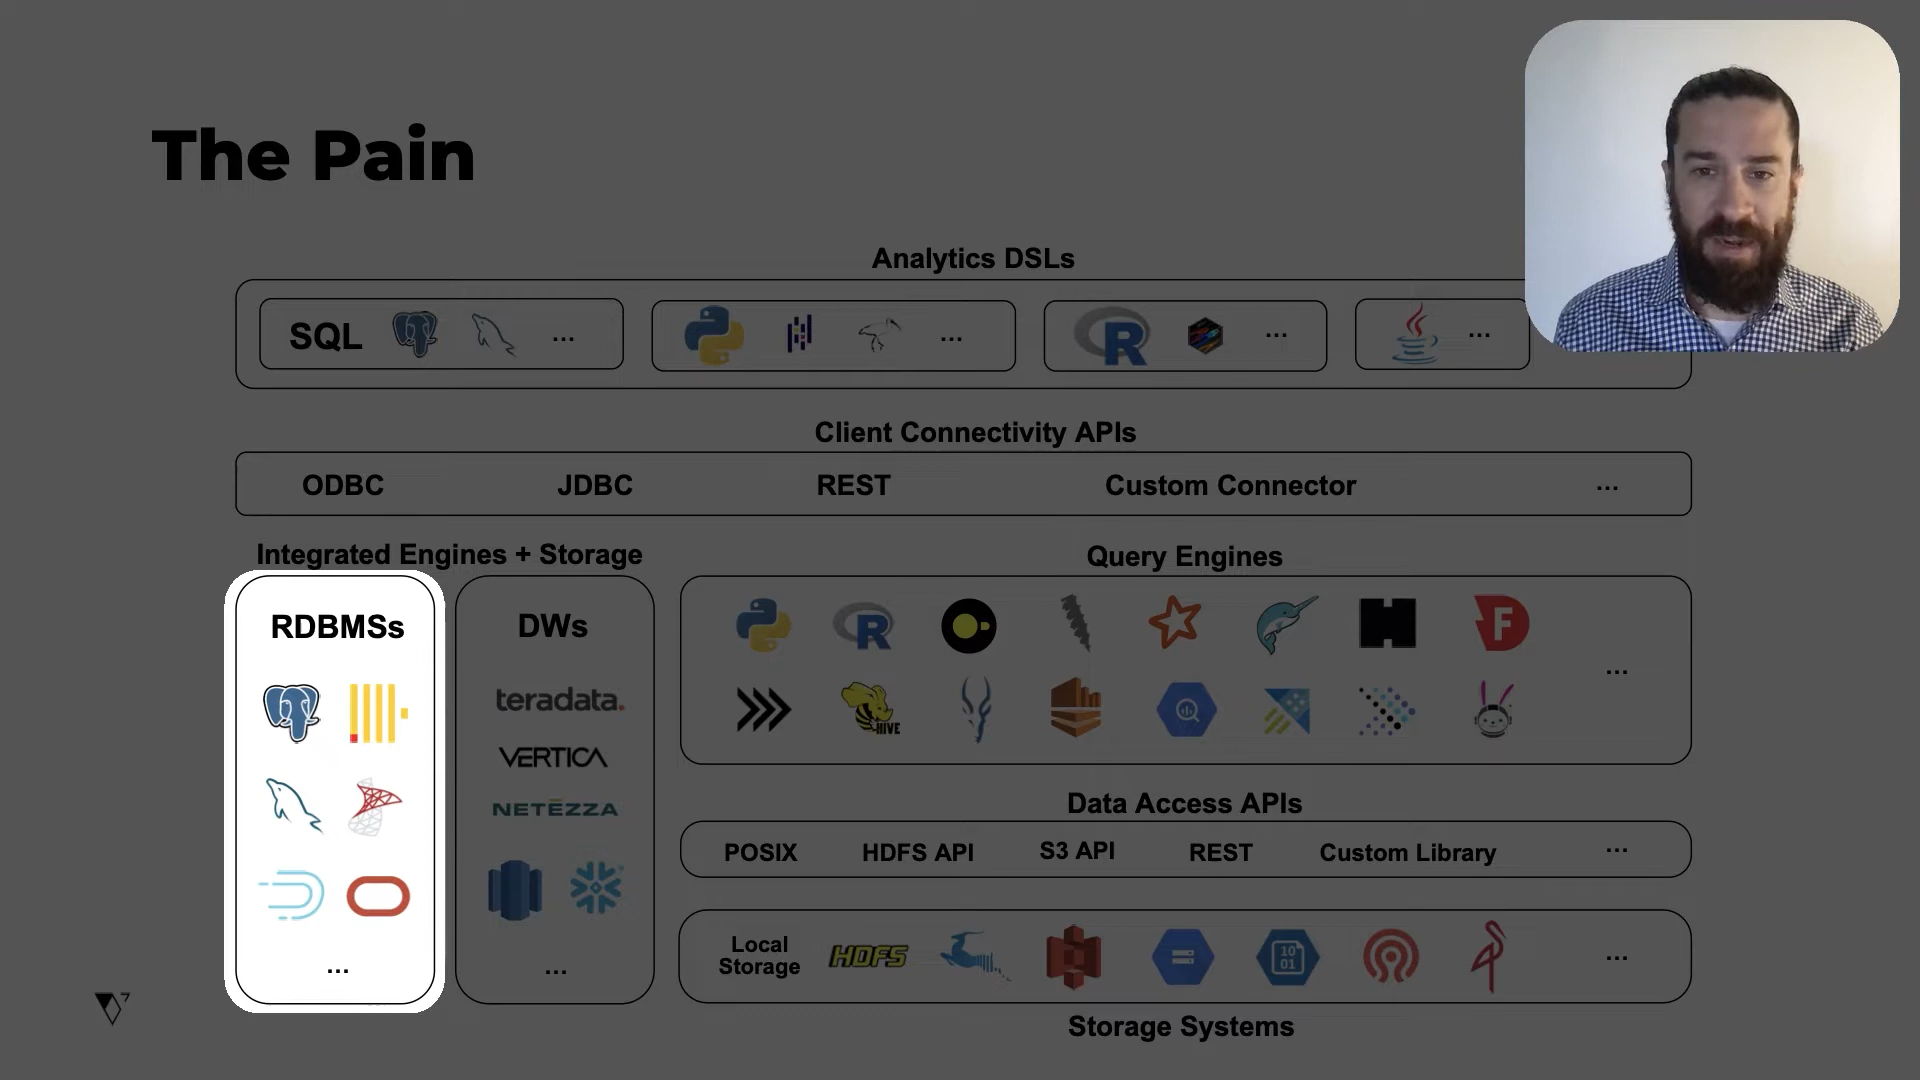 The Pain
Analytics DSLs
SQL ... ... ... ...
Client Connectivity APIs
ODBC JDBC REST Custom Connector ...
Integrated Engines + Storage
RDBMSs
...
DWs
teradata.
VERTICA
NETEZZA
...
Query Engines
R F
HIVE
...
Data Access APIs
POSIX HDFS API S3 API REST Custom Library ...
Local
Storage
HDFS
10
01
...
Storage Systems